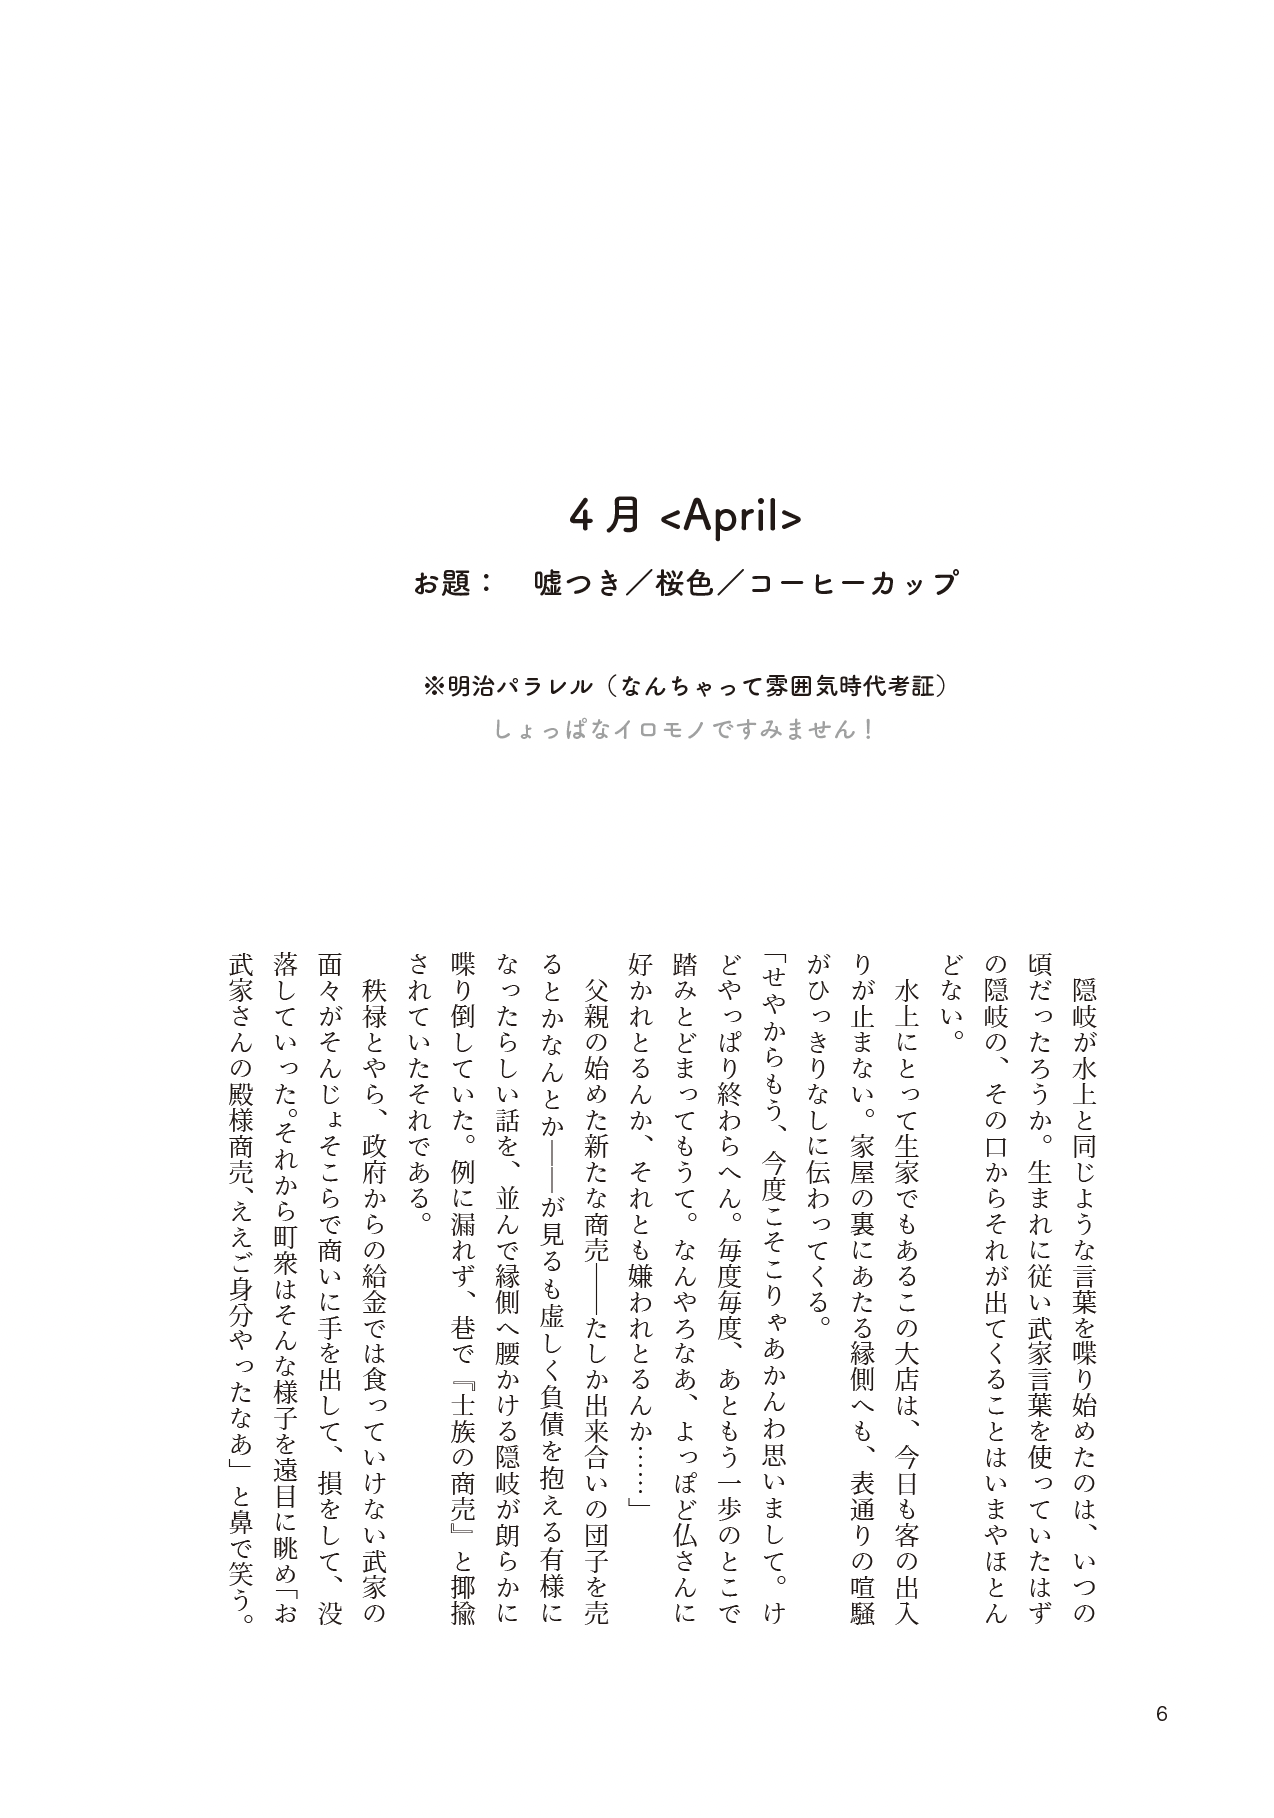 4月 <April>
お題：　嘘つき／桜色／コーヒーカップ
※明治パラレル（なんちゃって雰囲気時代考証）
しょっぱなイロモノですみません！
　隠岐が水上と同じような言葉を喋り始めたのは、いつの
頃だったろうか。生まれに従い武家言葉を使っていたはず
の隠岐の、その口からそれが出てくることはいまやほとん
どない。
　水上にとって生家でもあるこの大店は、今日も客の出入
りが止まない。家屋の裏にあたる縁側へも、表通りの喧騒
がひっきりなしに伝わってくる。
「せやからもう、今度こそこりゃあかんわ思いまして。け
どやっぱり終わらへん。毎度毎度、あともう一歩のとこで
踏みとどまってもうて。なんやろなあ、よっぽど仏さんに
好かれとるんか、それとも嫌われとるんか……」
　父親の始めた新たな商売――たしか出来合いの団子を売
るとかなんとか――が見るも虚しく負債を抱える有様に
なったらしい話を、並んで縁側へ腰かける隠岐が朗らかに
喋り倒していた。例に漏れず、巷で『士族の商売』と揶揄
されていたそれである。
　秩禄とやら、政府からの給金では食っていけない武家の
面々がそんじょそこらで商いに手を出して、損をして、没
落していった。それから町衆はそんな様子を遠目に眺め「お
武家さんの殿様商売、ええご身分やったなあ」と鼻で笑う。
6